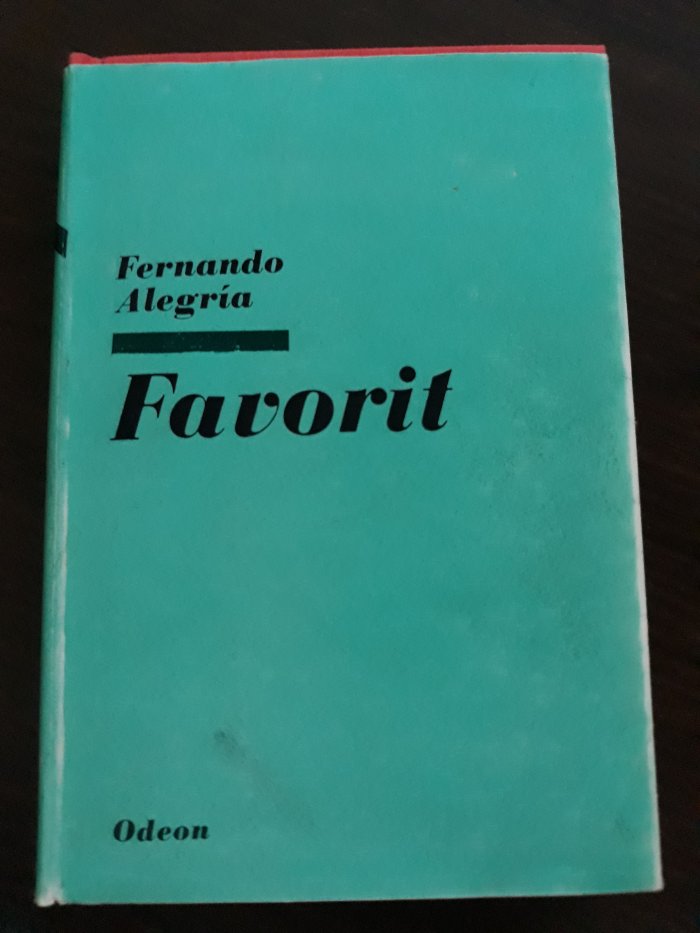 Fernando
Alegría
Favorit
Odeon